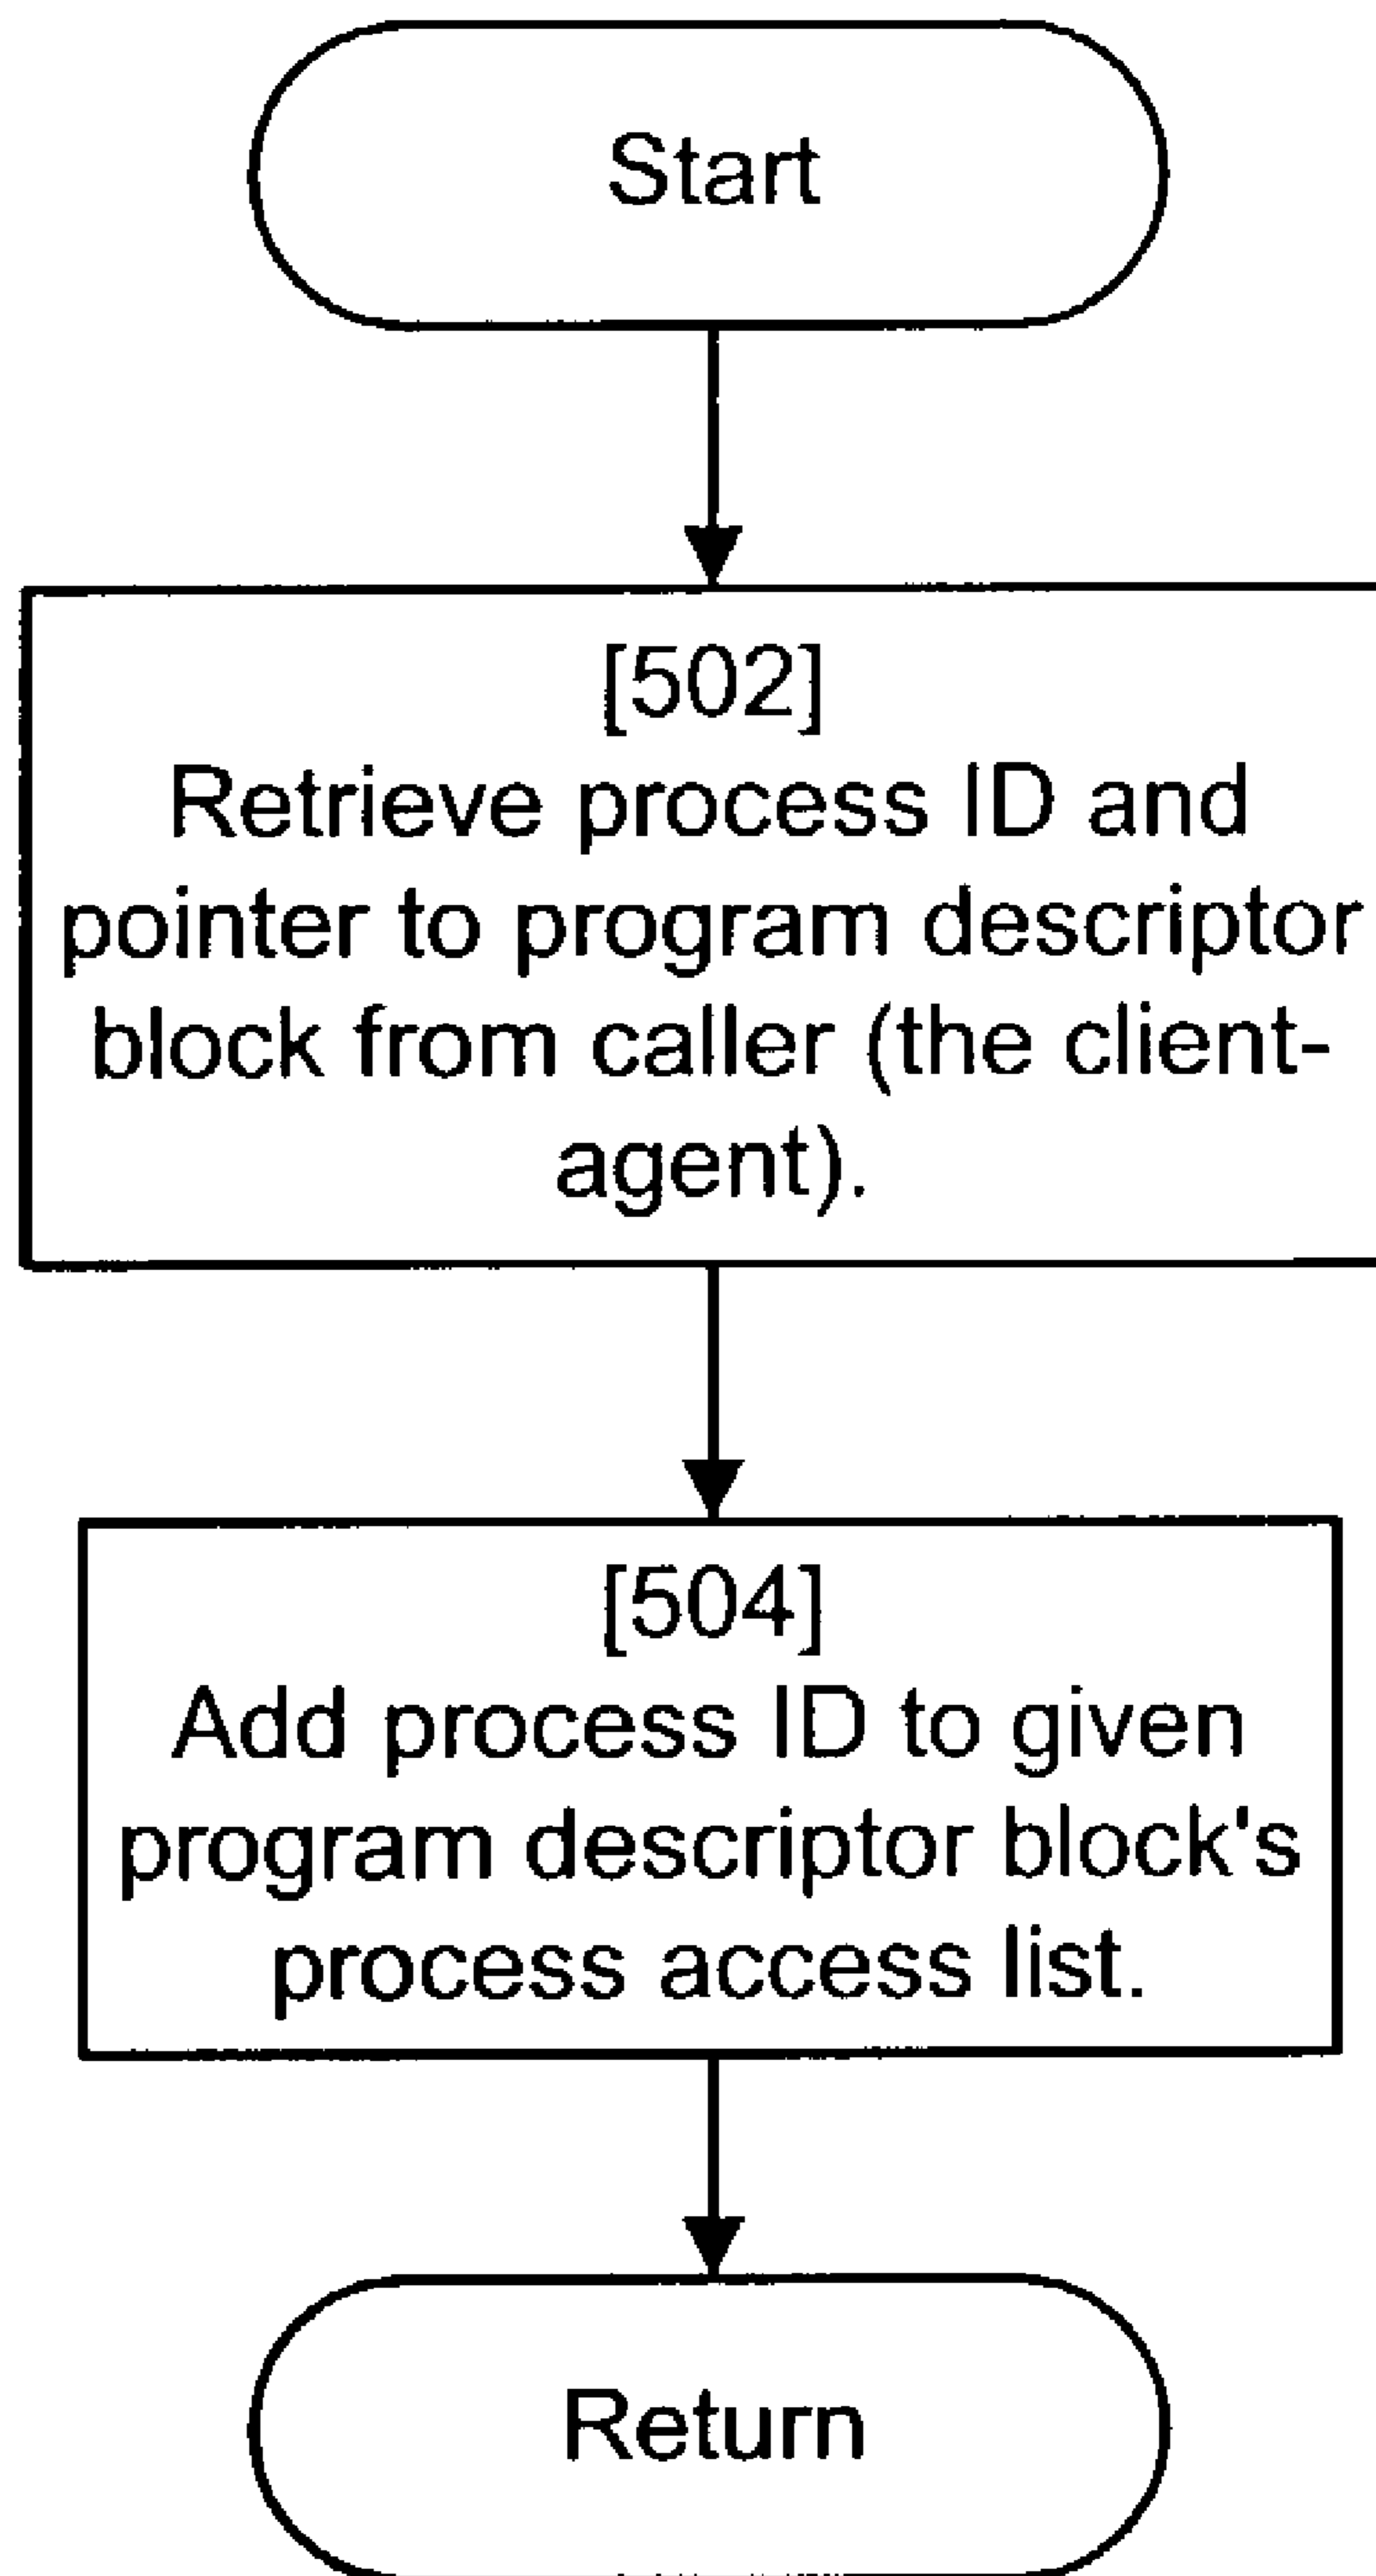 Start
[502]
Retrieve process ID and
pointer to program descriptor
block from caller (the client-
agent).
[504]
Add process ID to given
program descriptor block's
process access list.
Return